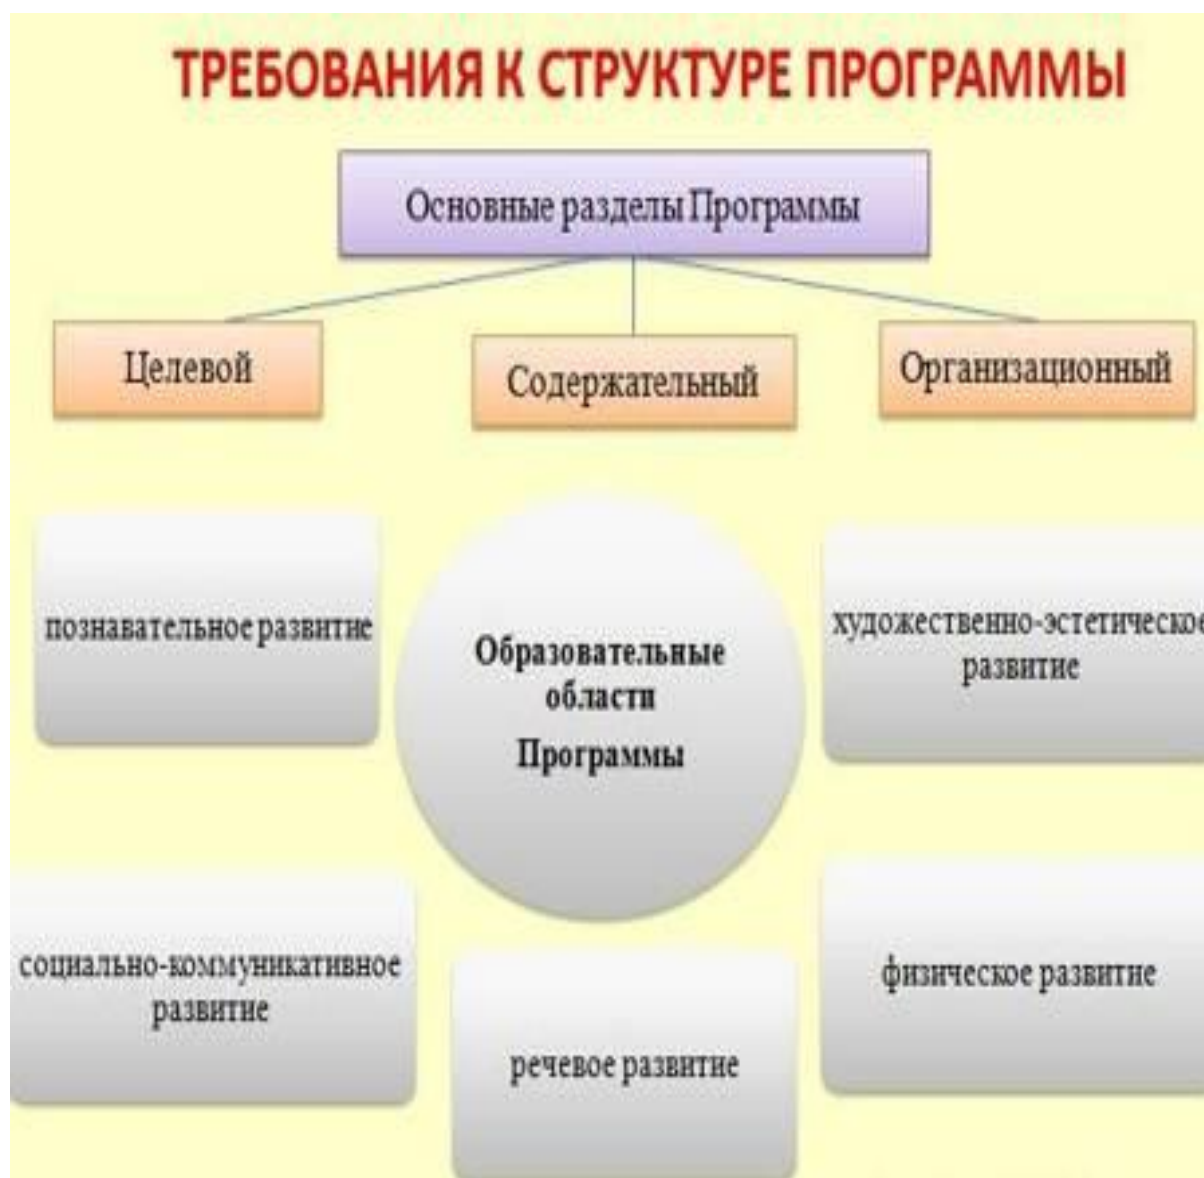 ТРЕБОВАНИЯ К СТРУКТУРЕ ПРОГРАММЫ
Основные разделы Программы
Целевой
Содержательный
Организационный
познавательное развитие
Образовательные
области
Программы
художественно-эстетическое
развитие
социально-коммуникативное
развитие
речевое развитие
физическое развитие